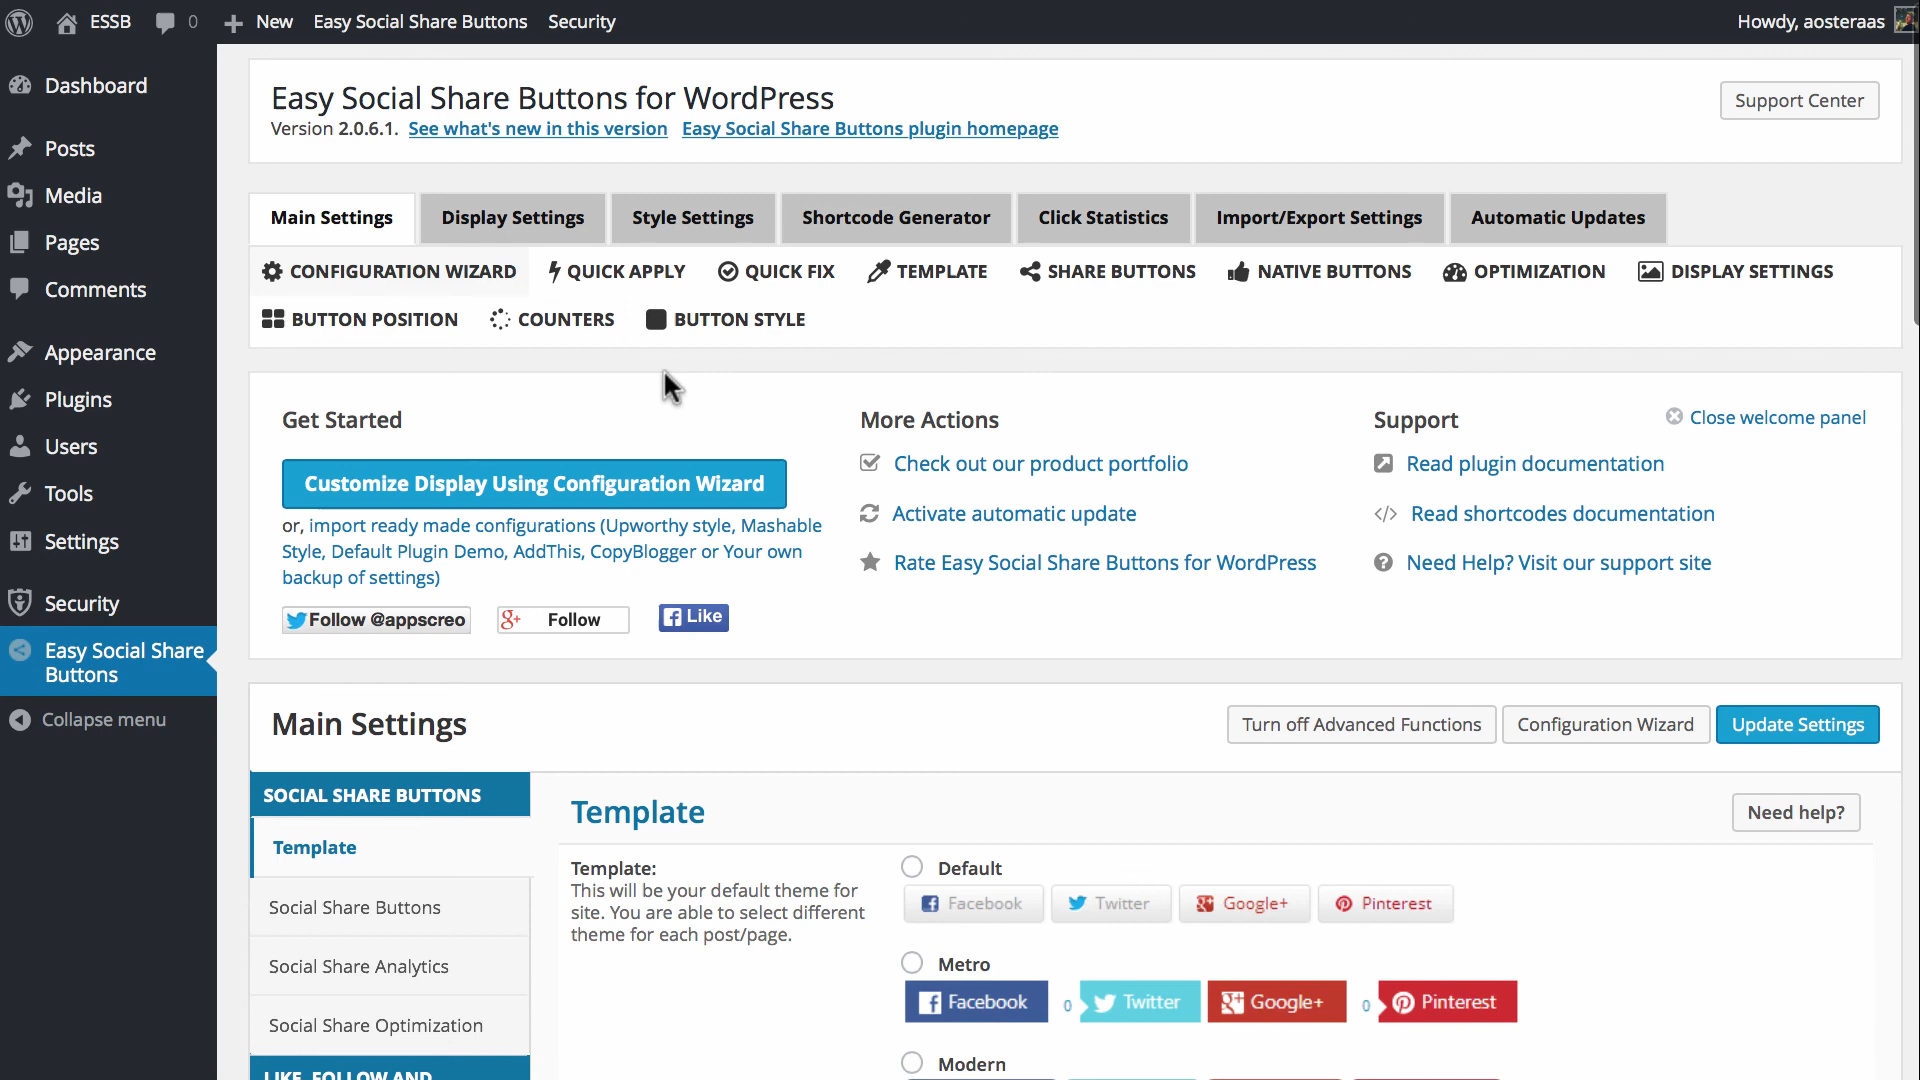 ESSB 0 New Easy Social Share Buttons Security Howdy, aosteraas
Dashboard
Posts
Media
Pages
Comments
Appearance
Plugins
Users
Tools
Settings
Security
Easy Social Share
Buttons
Collapse menu
Easy Social Share Buttons for WordPress
Support Center
Version 2.0.6.1. See what's new in this version Easy Social Share Buttons plugin homepage
Main Settings Display Settings Style Settings Shortcode Generator Click Statistics Import/Export Settings Automatic Updates
CONFIGURATION WIZARD QUICK APPLY QUICK FIX TEMPLATE SHARE BUTTONS NATIVE BUTTONS OPTIMIZATION DISPLAY SETTINGS
BUTTON POSITION COUNTERS BUTTON STYLE
Get Started
Customize Display Using Configuration Wizard
or, import ready made configurations (Upworthy style, Mashable
Style, Default Plugin Demo, AddThis, CopyBlogger or Your own
backup of settings)
Follow @appscreo g+ Follow f Like
More Actions
Check out our product portfolio
Activate automatic update
Rate Easy Social Share Buttons for WordPress
Support
Close welcome panel
Read plugin documentation
</> Read shortcodes documentation
Need Help? Visit our support site
Main Settings
Turn off Advanced Functions Configuration Wizard Update Settings
SOCIAL SHARE BUTTONS
Template
Social Share Buttons
Social Share Analytics
Social Share Optimization
LIKE, FOLLOW AND
Template
Need help?
Template:
This will be your default theme for
site. You are able to select different
theme for each post/page.
Default
Facebook Twitter Google+ Pinterest
Metro
Facebook 0 Twitter Google+ 0 Pinterest
Modern